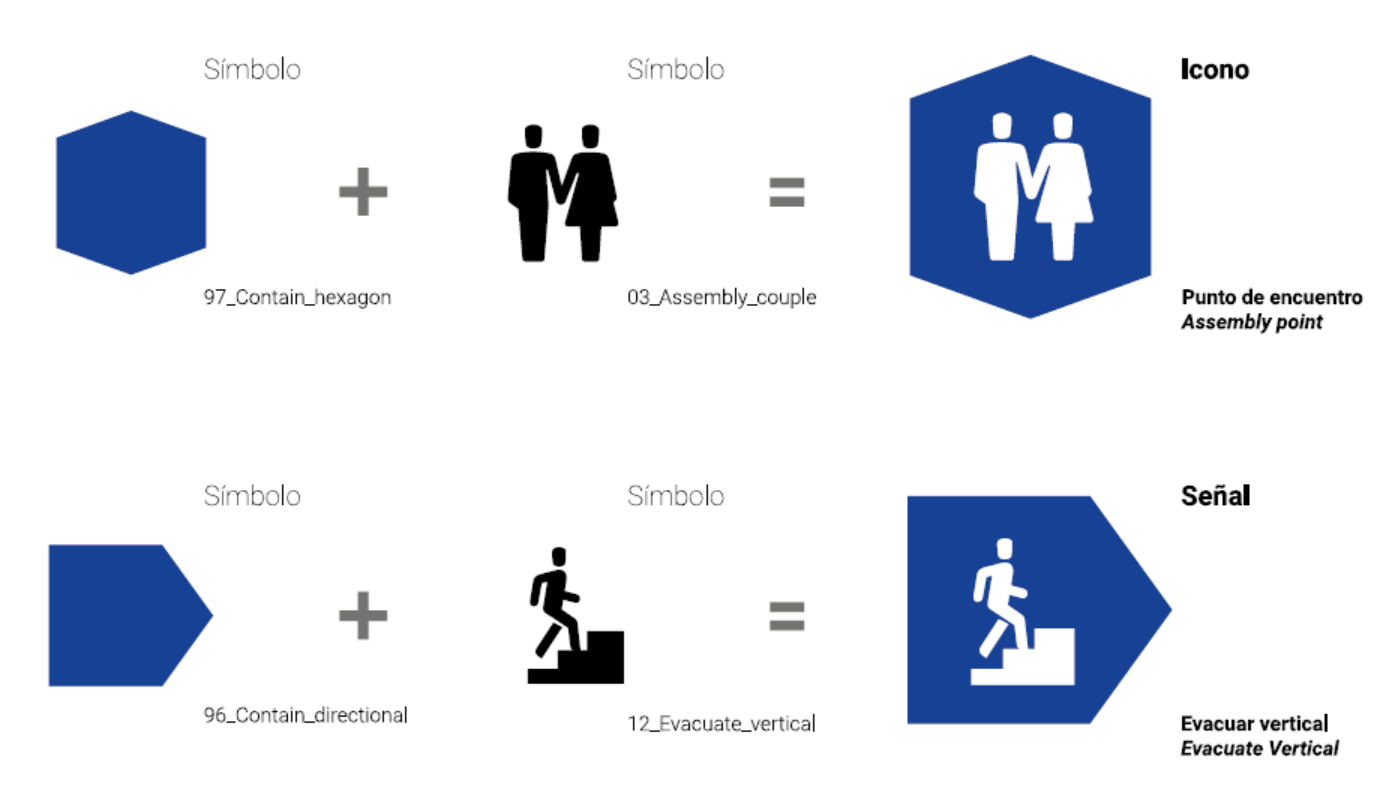 Símbolo
Símbolo
Icono
+
=
97_Contain_hexagon
03_Assembly_couple
Punto de encuentro
Assembly point
Símbolo
Símbolo
Señal
+
=
96_Contain_directional
12_Evacuate_vertical
Evacuar vertical
Evacuate Vertical